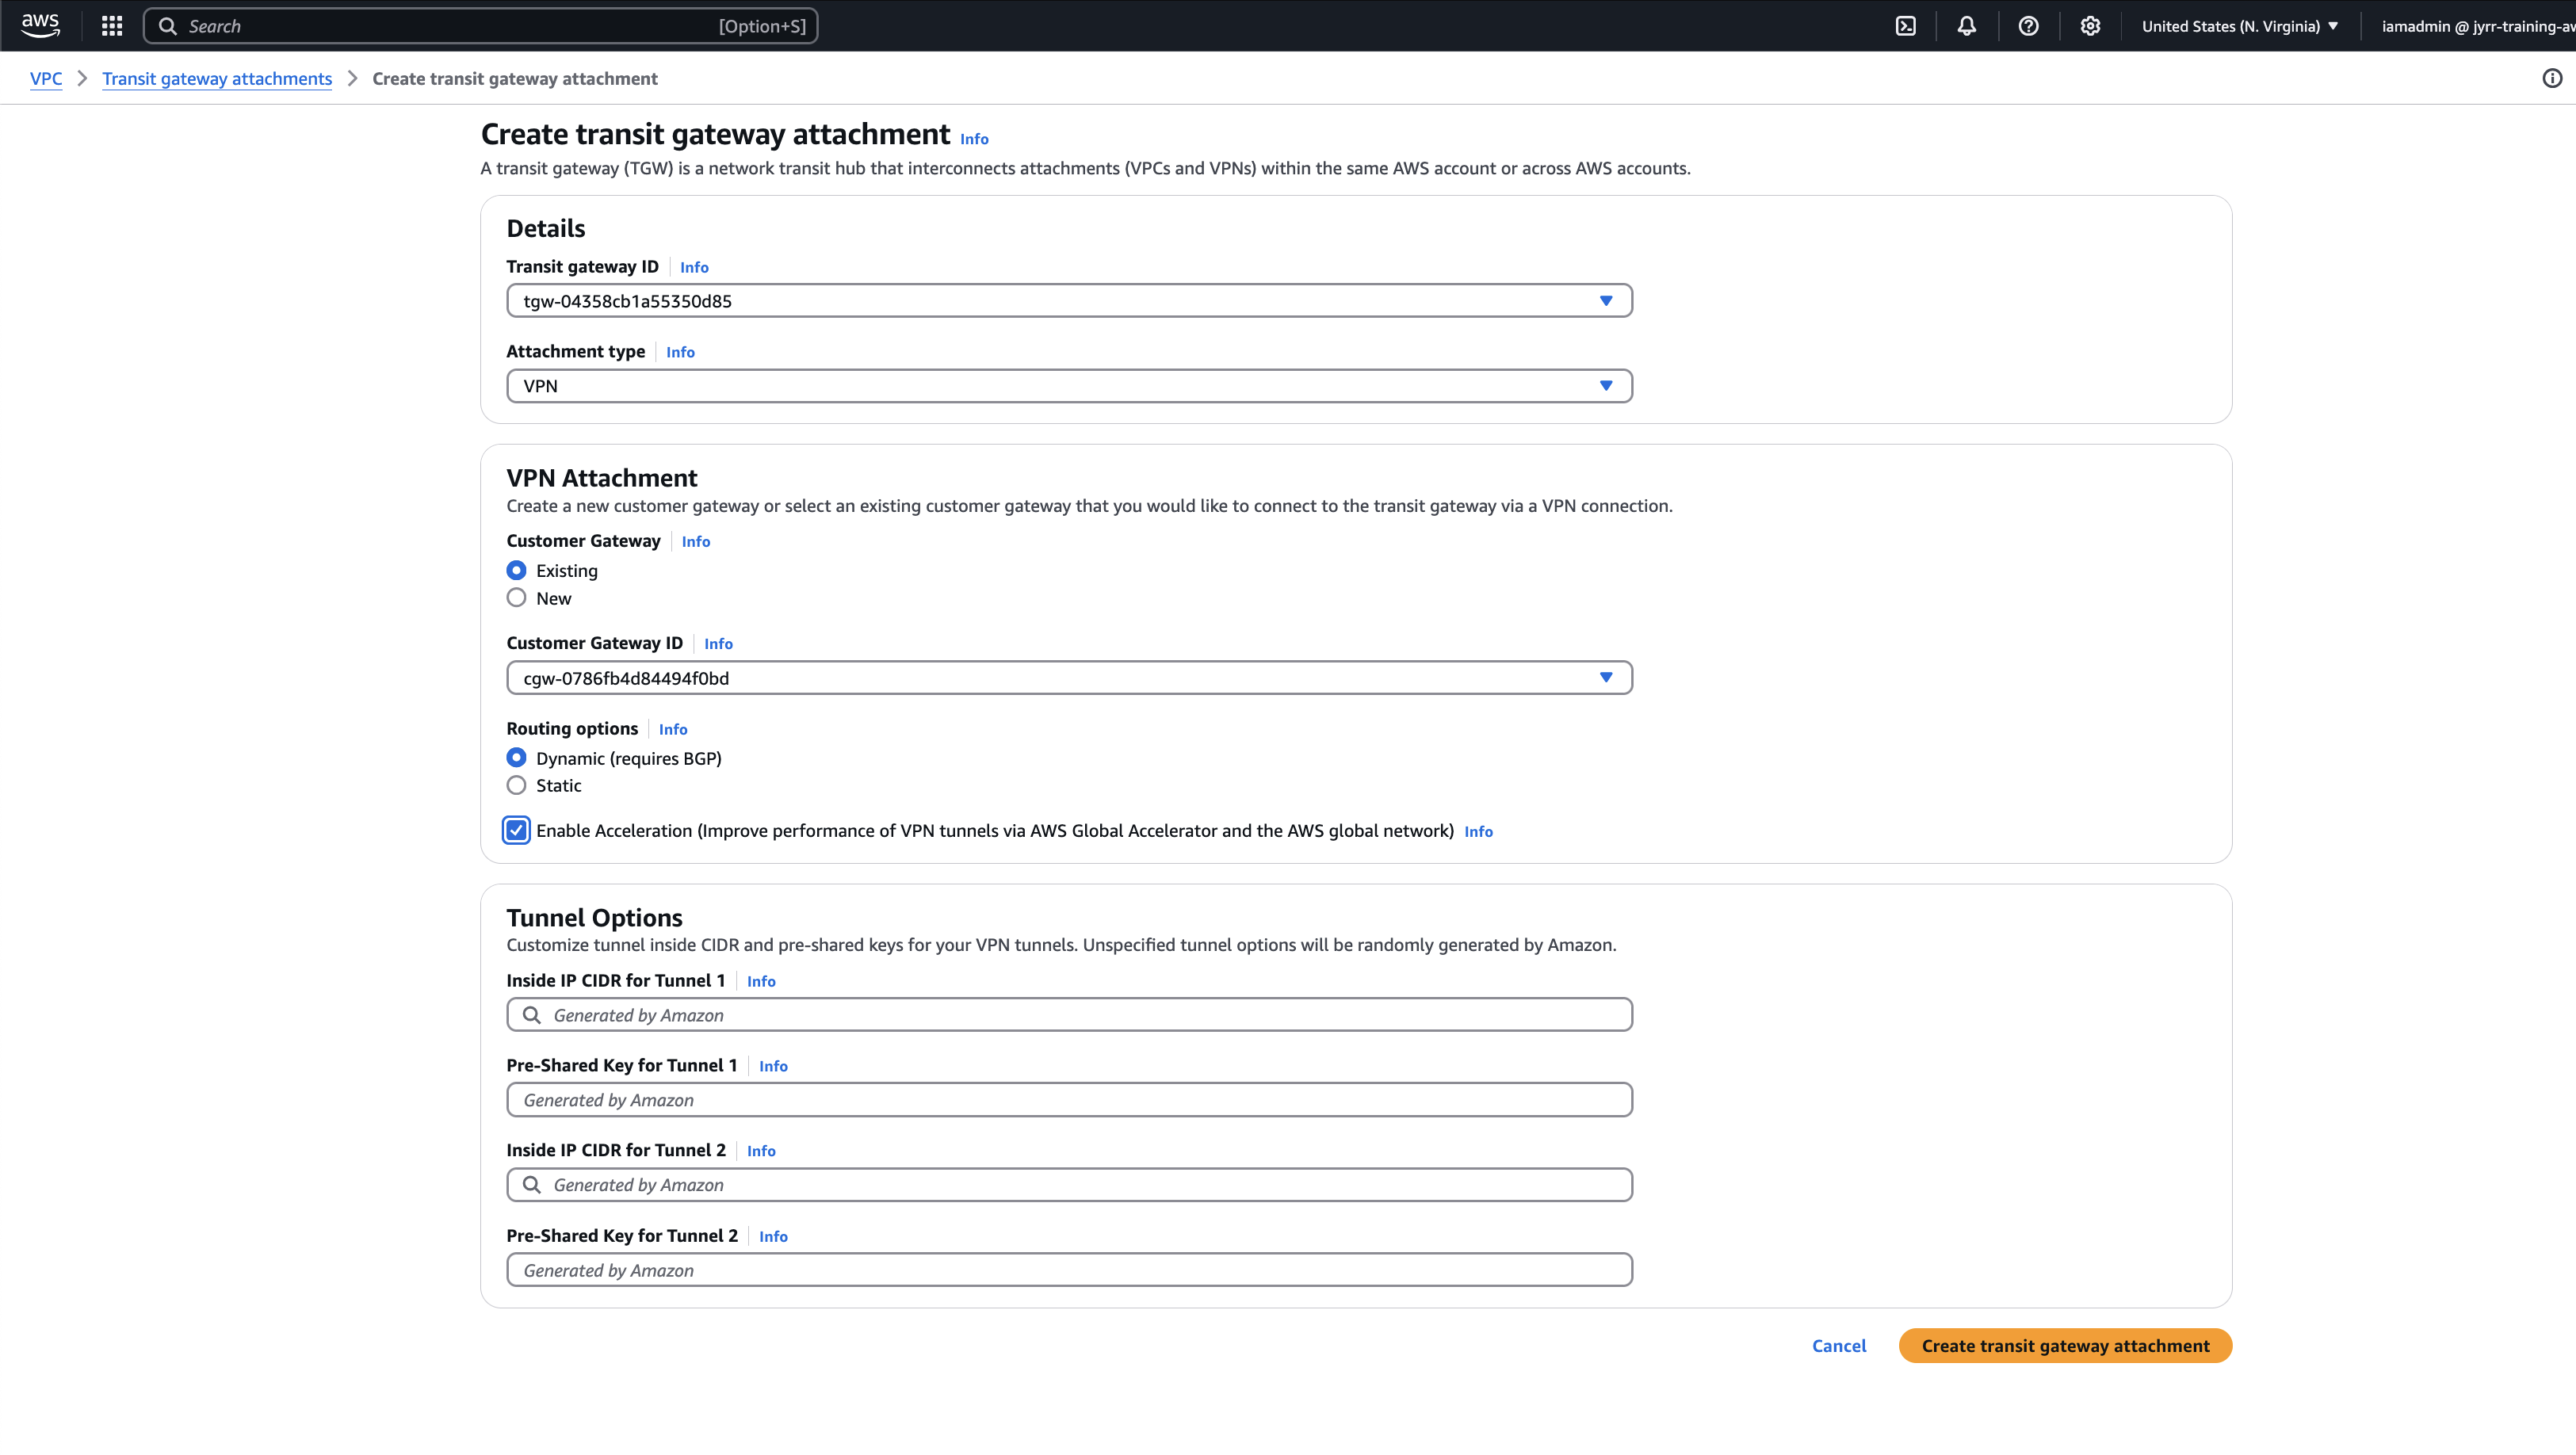 aws
Search [Option+S]
United States (N. Virginia)
iamadmin @ jyrr-training-aw
VPC > Transit gateway attachments > Create transit gateway attachment
Create transit gateway attachment Info
A transit gateway (TGW) is a network transit hub that interconnects attachments (VPCs and VPNs) within the same AWS account or across AWS accounts.
Details
Transit gateway ID Info
tgw-04358cb1a55350d85
Attachment type Info
VPN
VPN Attachment
Create a new customer gateway or select an existing customer gateway that you would like to connect to the transit gateway via a VPN connection.
Customer Gateway Info
Existing
New
Customer Gateway ID Info
cgw-0786fb4d84494f0bd
Routing options Info
Dynamic (requires BGP)
Static
Enable Acceleration (Improve performance of VPN tunnels via AWS Global Accelerator and the AWS global network) Info
Tunnel Options
Customize tunnel inside CIDR and pre-shared keys for your VPN tunnels. Unspecified tunnel options will be randomly generated by Amazon.
Inside IP CIDR for Tunnel 1 Info
Generated by Amazon
Pre-Shared Key for Tunnel 1 Info
Generated by Amazon
Inside IP CIDR for Tunnel 2 Info
Generated by Amazon
Pre-Shared Key for Tunnel 2 Info
Generated by Amazon
Cancel
Create transit gateway attachment